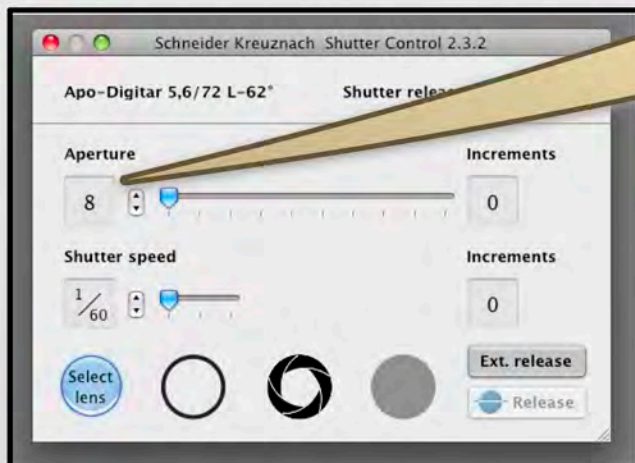 Schneider Kreuznach Shutter Control 2.3.2
Apo-Digitar 5,6/72 L-62° Shutter
Aperture Increments
8 0
Shutter speed Increments
1/60 0
Select lens
Ext. release
Release